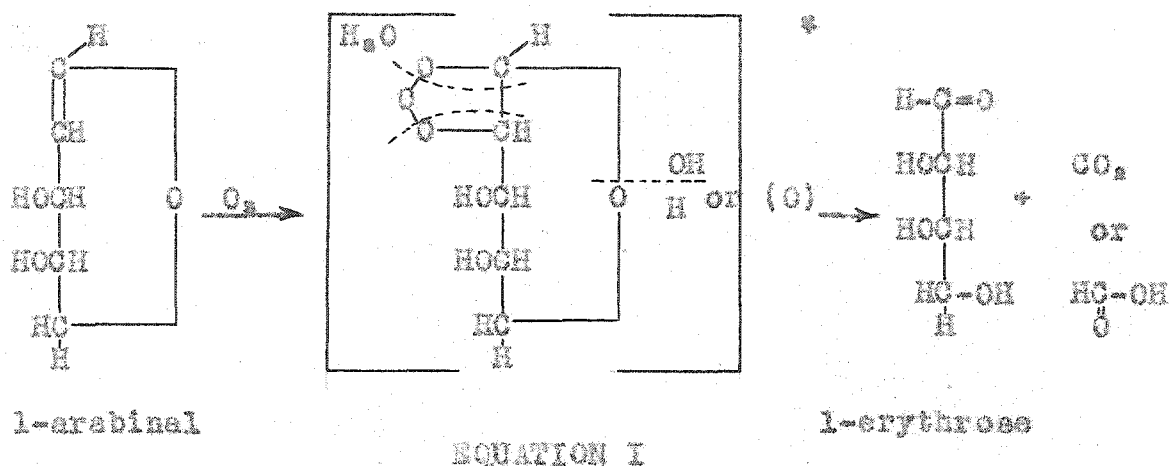 H H *
C H₂O O C H-C=O
CH O O CH HOCH CO₂
HOCH O O₃ HOCH O OH H or (O) HOCH + or
HOCH HOCH HC-OH HC-OH
HC HC H O
H H
l-arabinal l-erythrose
EQUATION I